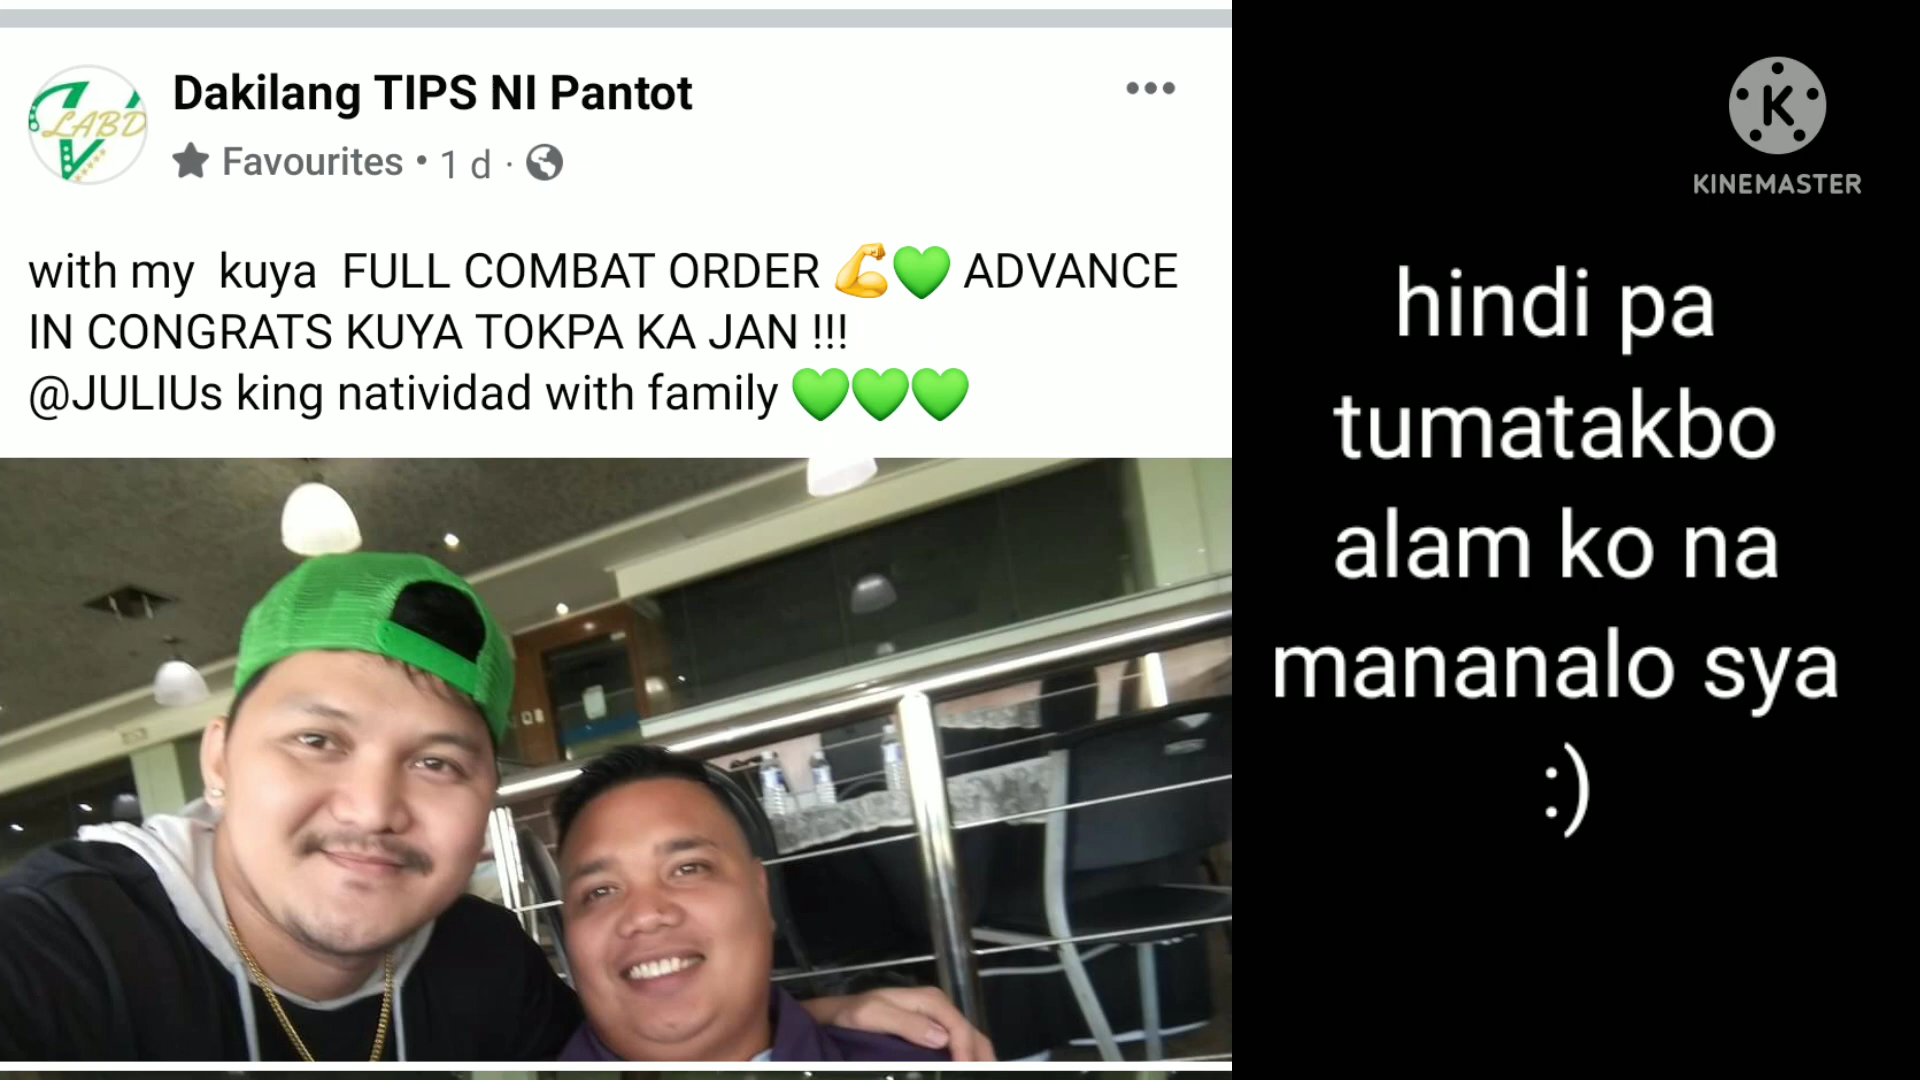 LABD
Dakilang TIPS NI Pantot
Favourites • 1 d ·
with my kuya FULL COMBAT ORDER 💪💚 ADVANCE
IN CONGRATS KUYA TOKPA KA JAN !!!
@JULIUs king natividad with family 💚💚💚
K
KINEMASTER
hindi pa
tumatakbo
alam ko na
mananalo sya
:)